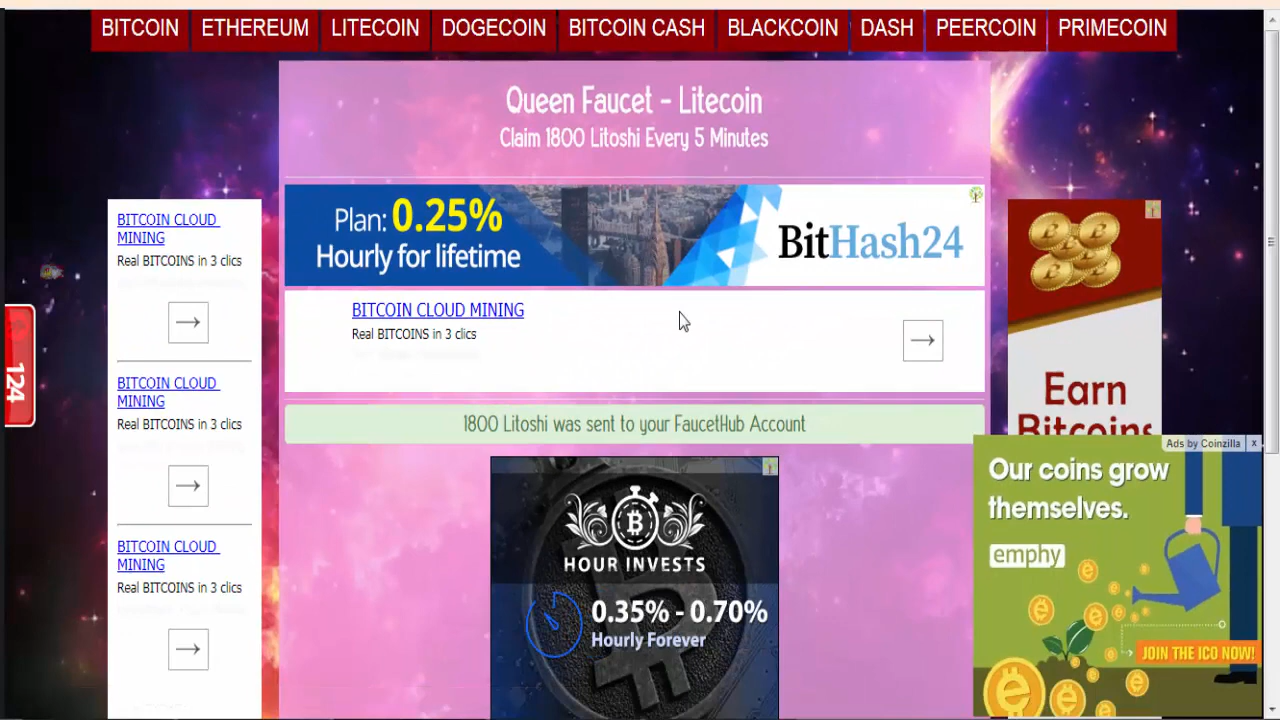 BITCOIN ETHEREUM LITECOIN DOGECOIN BITCOIN CASH BLACKCOIN DASH PEERCOIN PRIMECOIN
Queen Faucet - Litecoin
Claim 1800 Litoshi Every 5 Minutes
Plan: 0.25%
Hourly for lifetime
BitHash24
BITCOIN CLOUD MINING
Real BITCOINS in 3 clics
1800 Litoshi was sent to your FaucetHub Account
HOUR INVESTS
0.35% - 0.70%
Hourly Forever
BITCOIN CLOUD
MINING
Real BITCOINS in 3 clics
BITCOIN CLOUD
MINING
Real BITCOINS in 3 clics
BITCOIN CLOUD
MINING
Real BITCOINS in 3 clics
124
Earn
Bitcoins
Ads by Coinzilla x
Our coins grow
themselves.
emphy
JOIN THE ICO NOW!